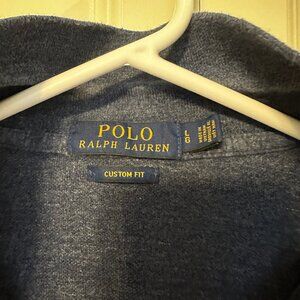 POLO
RALPH LAUREN
CUSTOM FIT